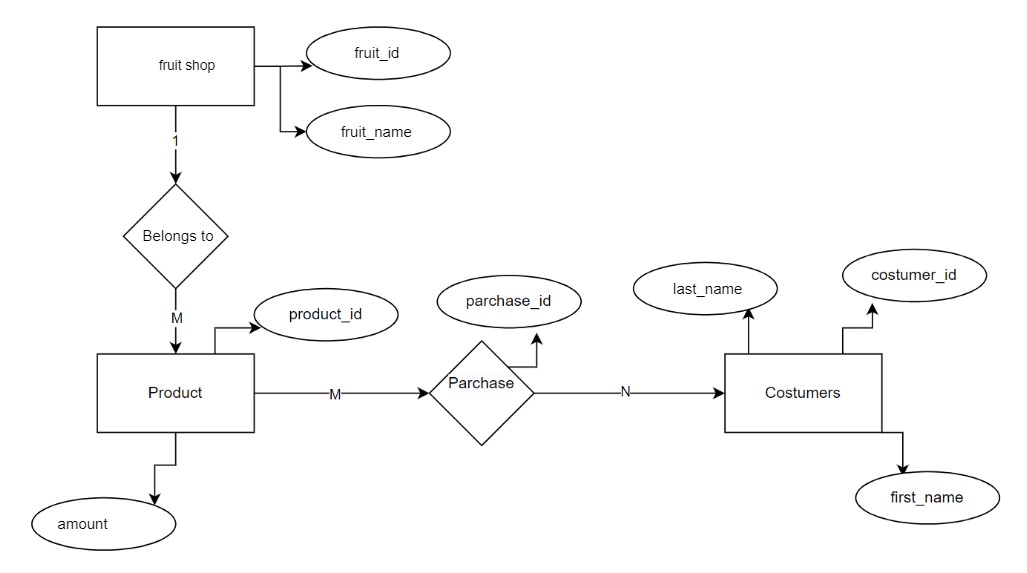 fruit shop
fruit_id
fruit_name
1
Belongs to
M
product_id
parchase_id
last_name
costumer_id
Product
M
Parchase
N
Costumers
first_name
amount